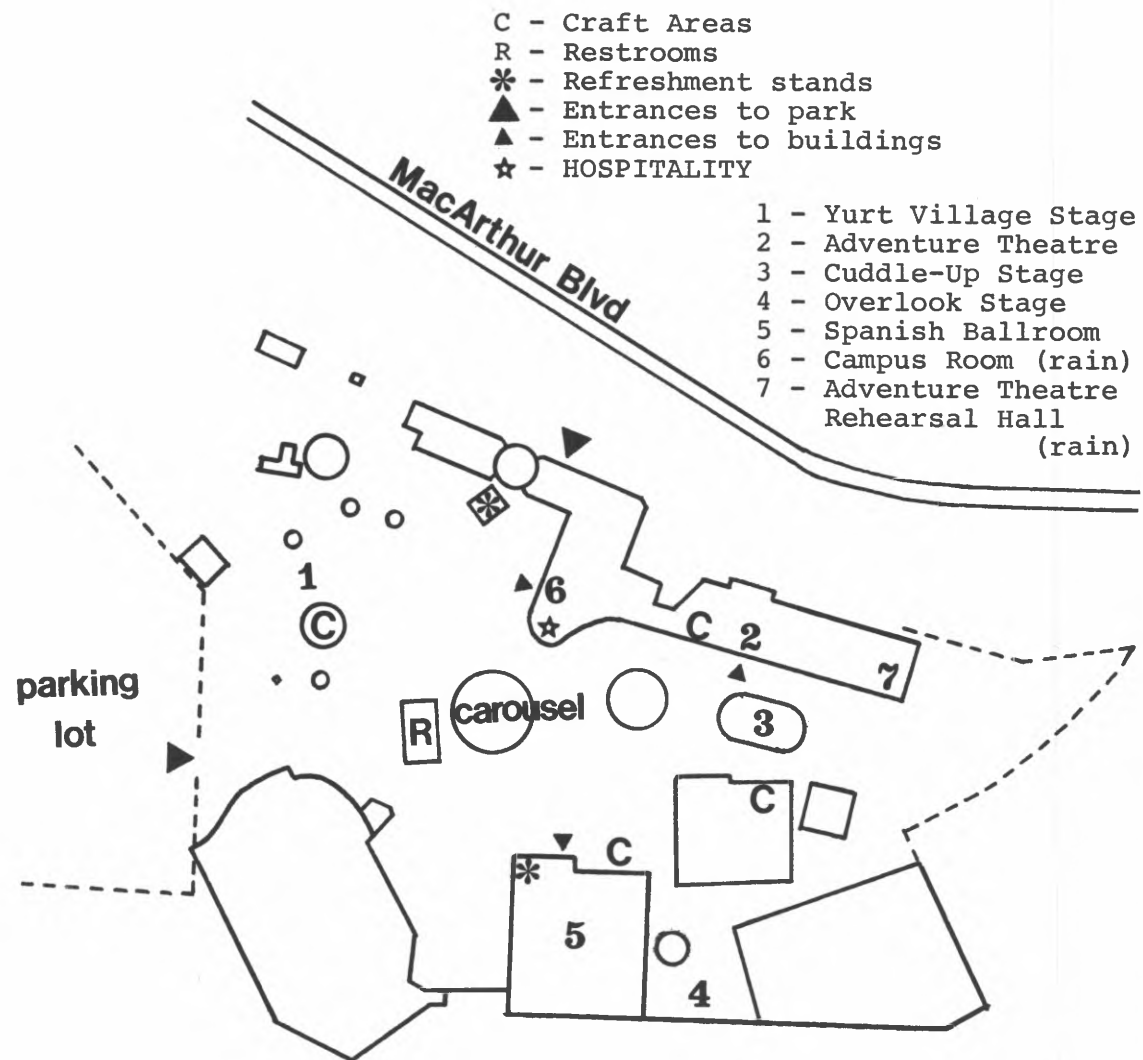 C - Craft Areas
R - Restrooms
✻ - Refreshment stands
▲ - Entrances to park
▲ - Entrances to buildings
☆ - HOSPITALITY
MacArthur Blvd
1 - Yurt Village Stage
2 - Adventure Theatre
3 - Cuddle-Up Stage
4 - Overlook Stage
5 - Spanish Ballroom
6 - Campus Room (rain)
7 - Adventure Theatre
Rehearsal Hall
(rain)
1
6
C
C 2
7
parking
lot
R
carousel
3
C
C
5
4